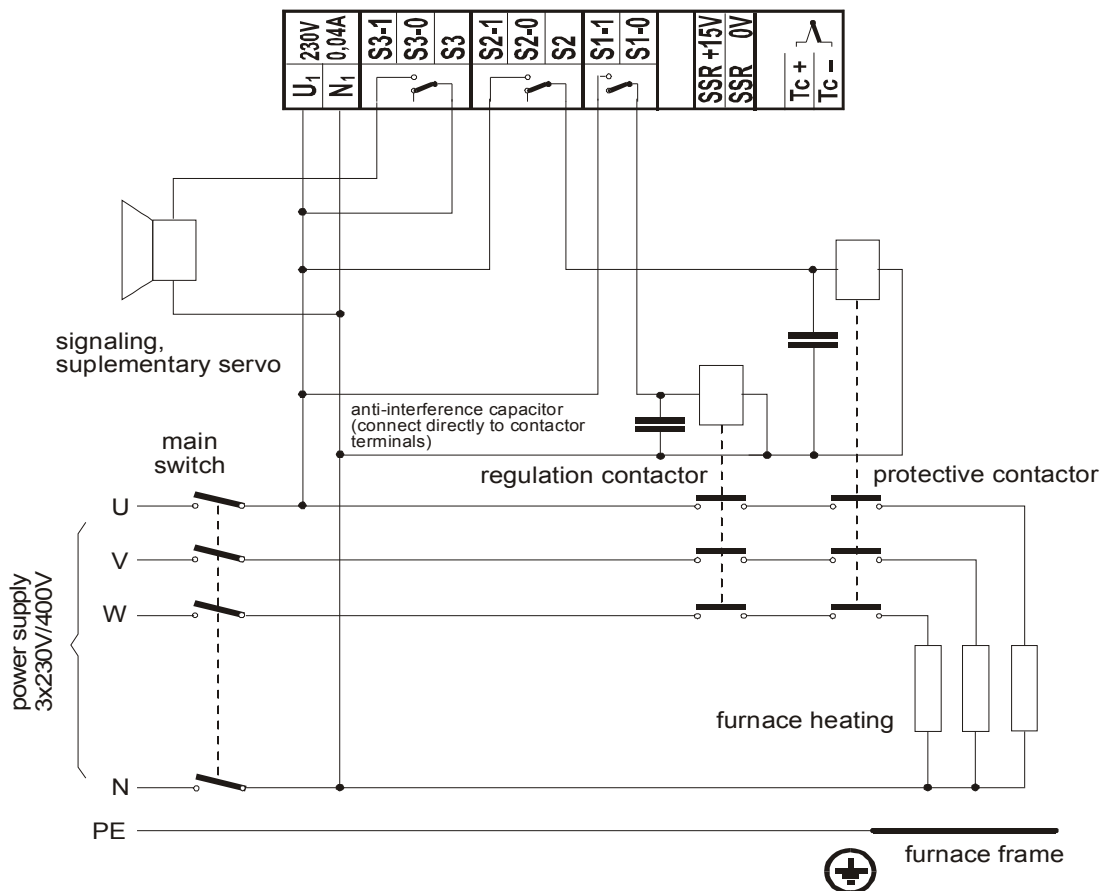 U1 230V
N1 0,04A
S3-1
S3-0
S3
S2-1
S2-0
S2
S1-1
S1-0
SSR +15V
SSR 0V
Tc +
Tc -
signaling,
suplementary servo
anti-interference capacitor
(connect directly to contactor
terminals)
main
switch
regulation contactor
protective contactor
U
V
W
power supply
3x230V/400V
furnace heating
N
PE
furnace frame